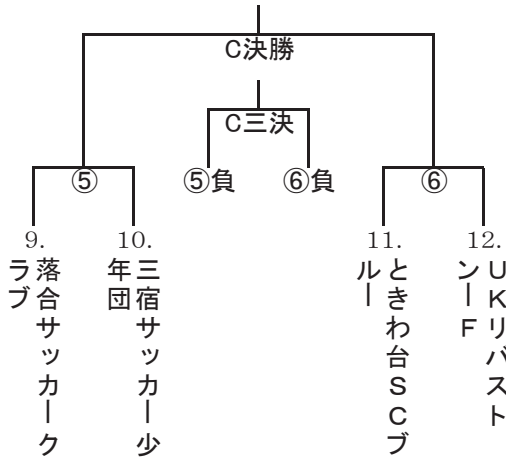 C決勝
C三決
⑤
⑤負
⑥負
⑥
9.
10.
11.
12.
落合サッカーク
ラブ
三宿サッカー少
年団
ときわ台SCブ
ルー
UKリバスト
ンーF